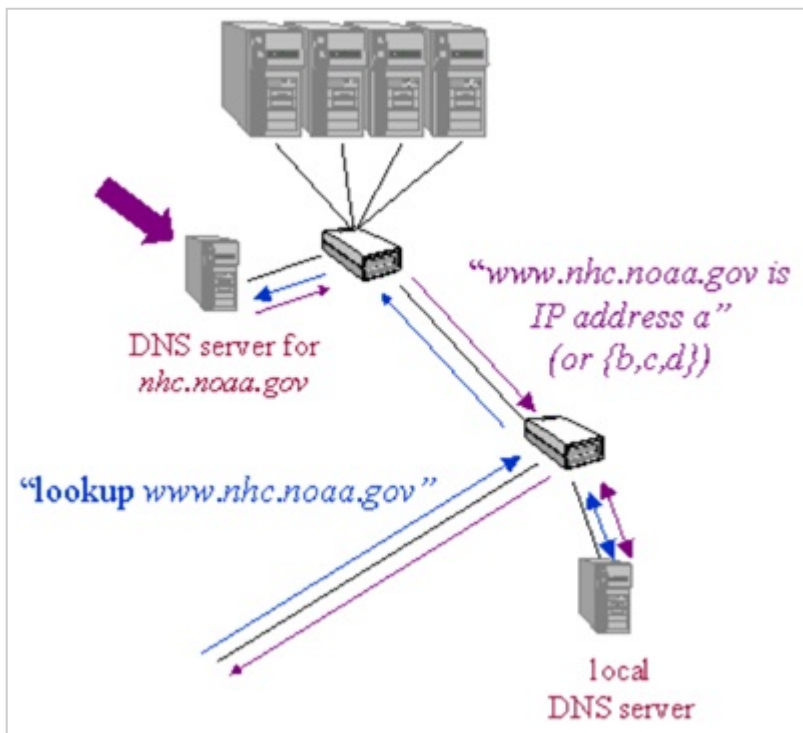 "www.nhc.noaa.gov is
IP address a"
(or {b,c,d})
DNS server for
nhc.noaa.gov
"lookup www.nhc.noaa.gov"
local
DNS server